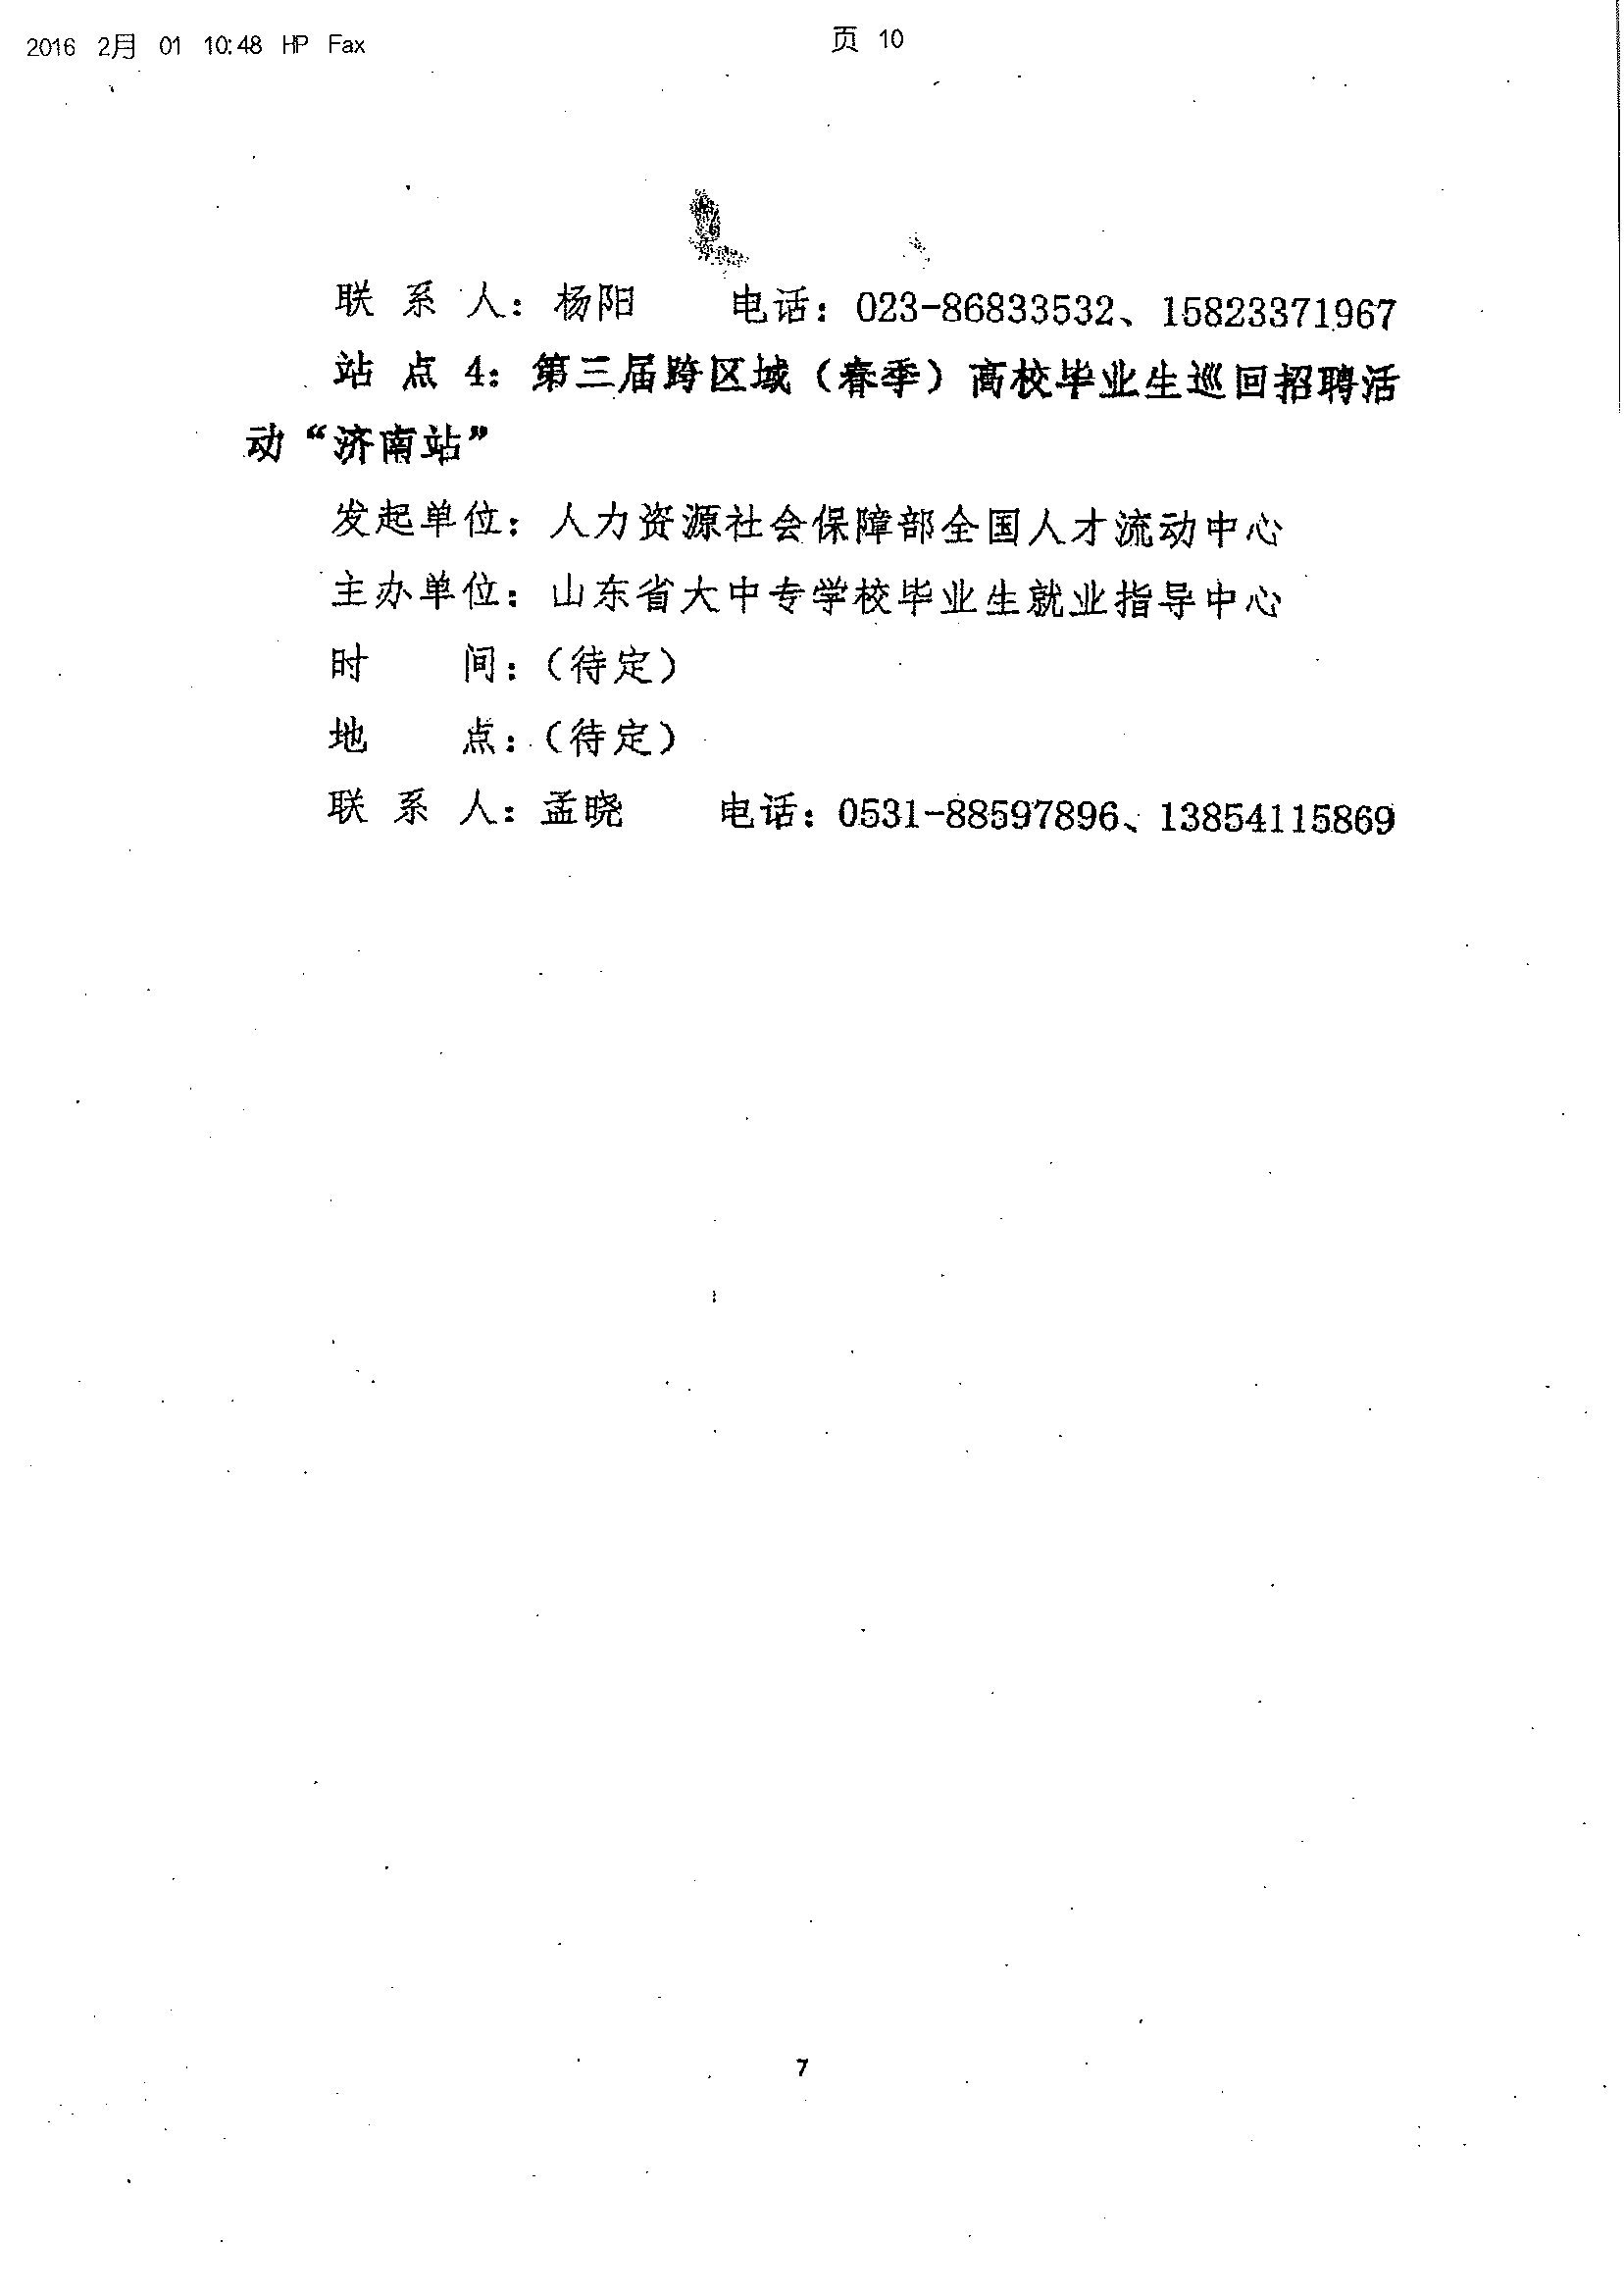 2016 2月 01 10:48 HP Fax 页 10
联 系 人：杨阳 电话：023-86833532、15823371967
站 点 4：第三届跨区域（春季）高校毕业生巡回招聘活
动“济南站”
发起单位：人力资源社会保障部全国人才流动中心
主办单位：山东省大中专学校毕业生就业指导中心
时 间：（待定）
地 点：（待定）
联 系 人：孟晓 电话：0531-88597896、13854115869
7